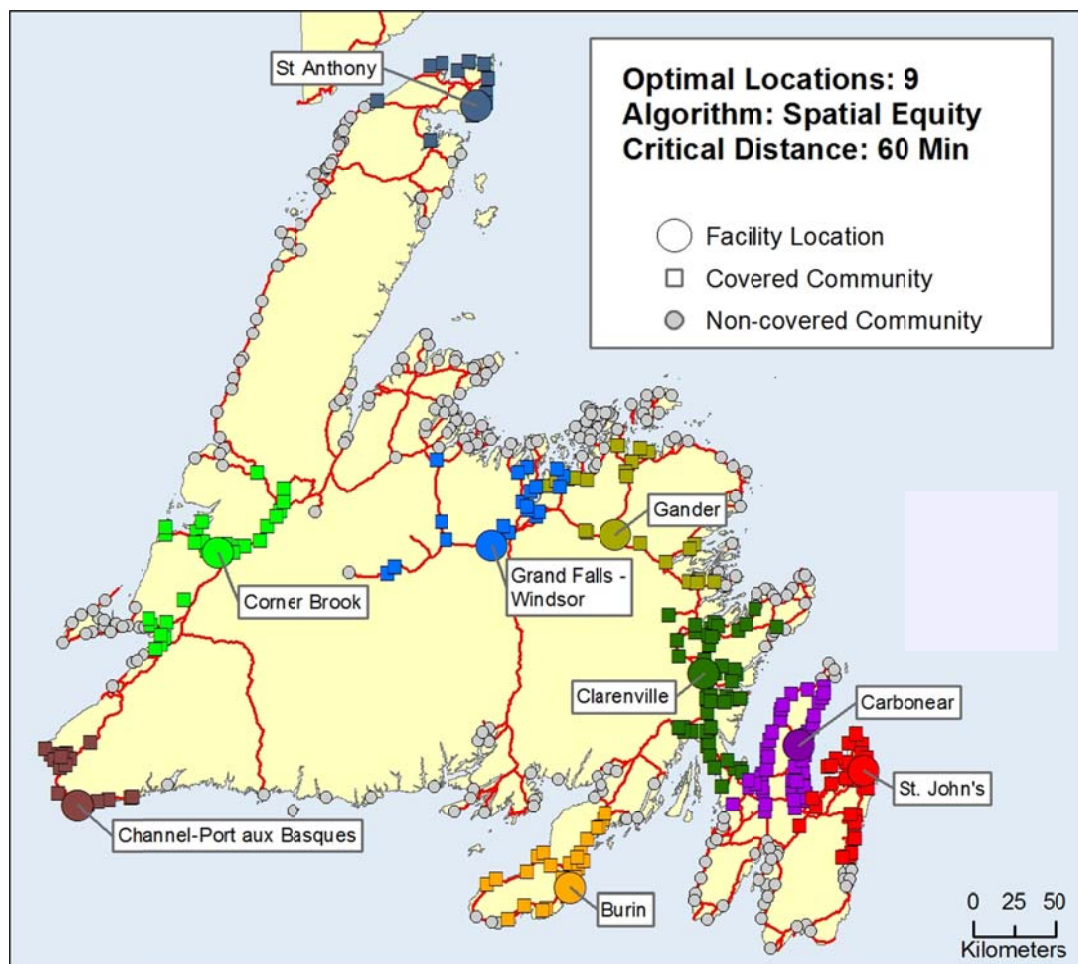 St Anthony
Optimal Locations: 9
Algorithm: Spatial Equity
Critical Distance: 60 Min
Facility Location
Covered Community
Non-covered Community
Gander
Grand Falls -
Windsor
Corner Brook
Clarenville
Carbonear
St. John's
Channel-Port aux Basques
Burin
0 25 50
Kilometers